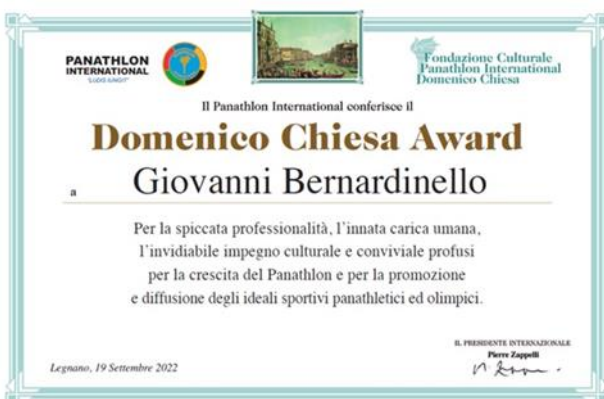 PANATHLON
INTERNATIONAL
"LUDIS IUNGIT"
Fondazione Culturale
Panathlon International
Domenico Chiesa
Il Panathlon International conferisce il
Domenico Chiesa Award
a Giovanni Bernardinello
Per la spiccata professionalità, l'innata carica umana,
l'invidiabile impegno culturale e conviviale profusi
per la crescita del Panathlon e per la promozione
e diffusione degli ideali sportivi panathletici ed olimpici.
IL PRESIDENTE INTERNAZIONALE
Pierre Zappelli
Legnano, 19 Settembre 2022